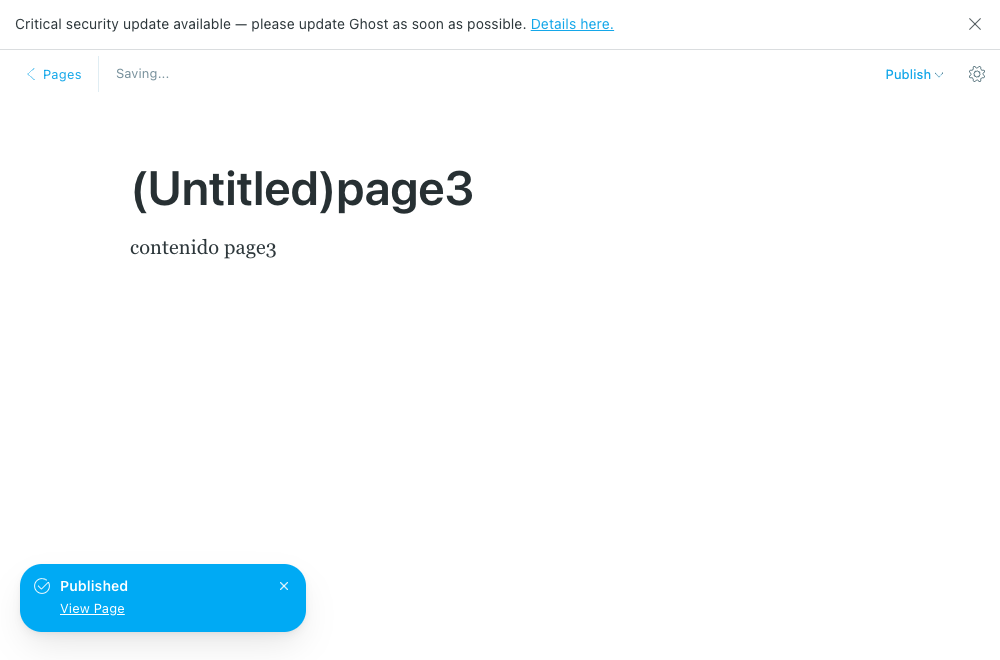 Critical security update available — please update Ghost as soon as possible. Details here.
Pages
Saving...
Publish
(Untitled)page3
contenido page3
Published
View Page